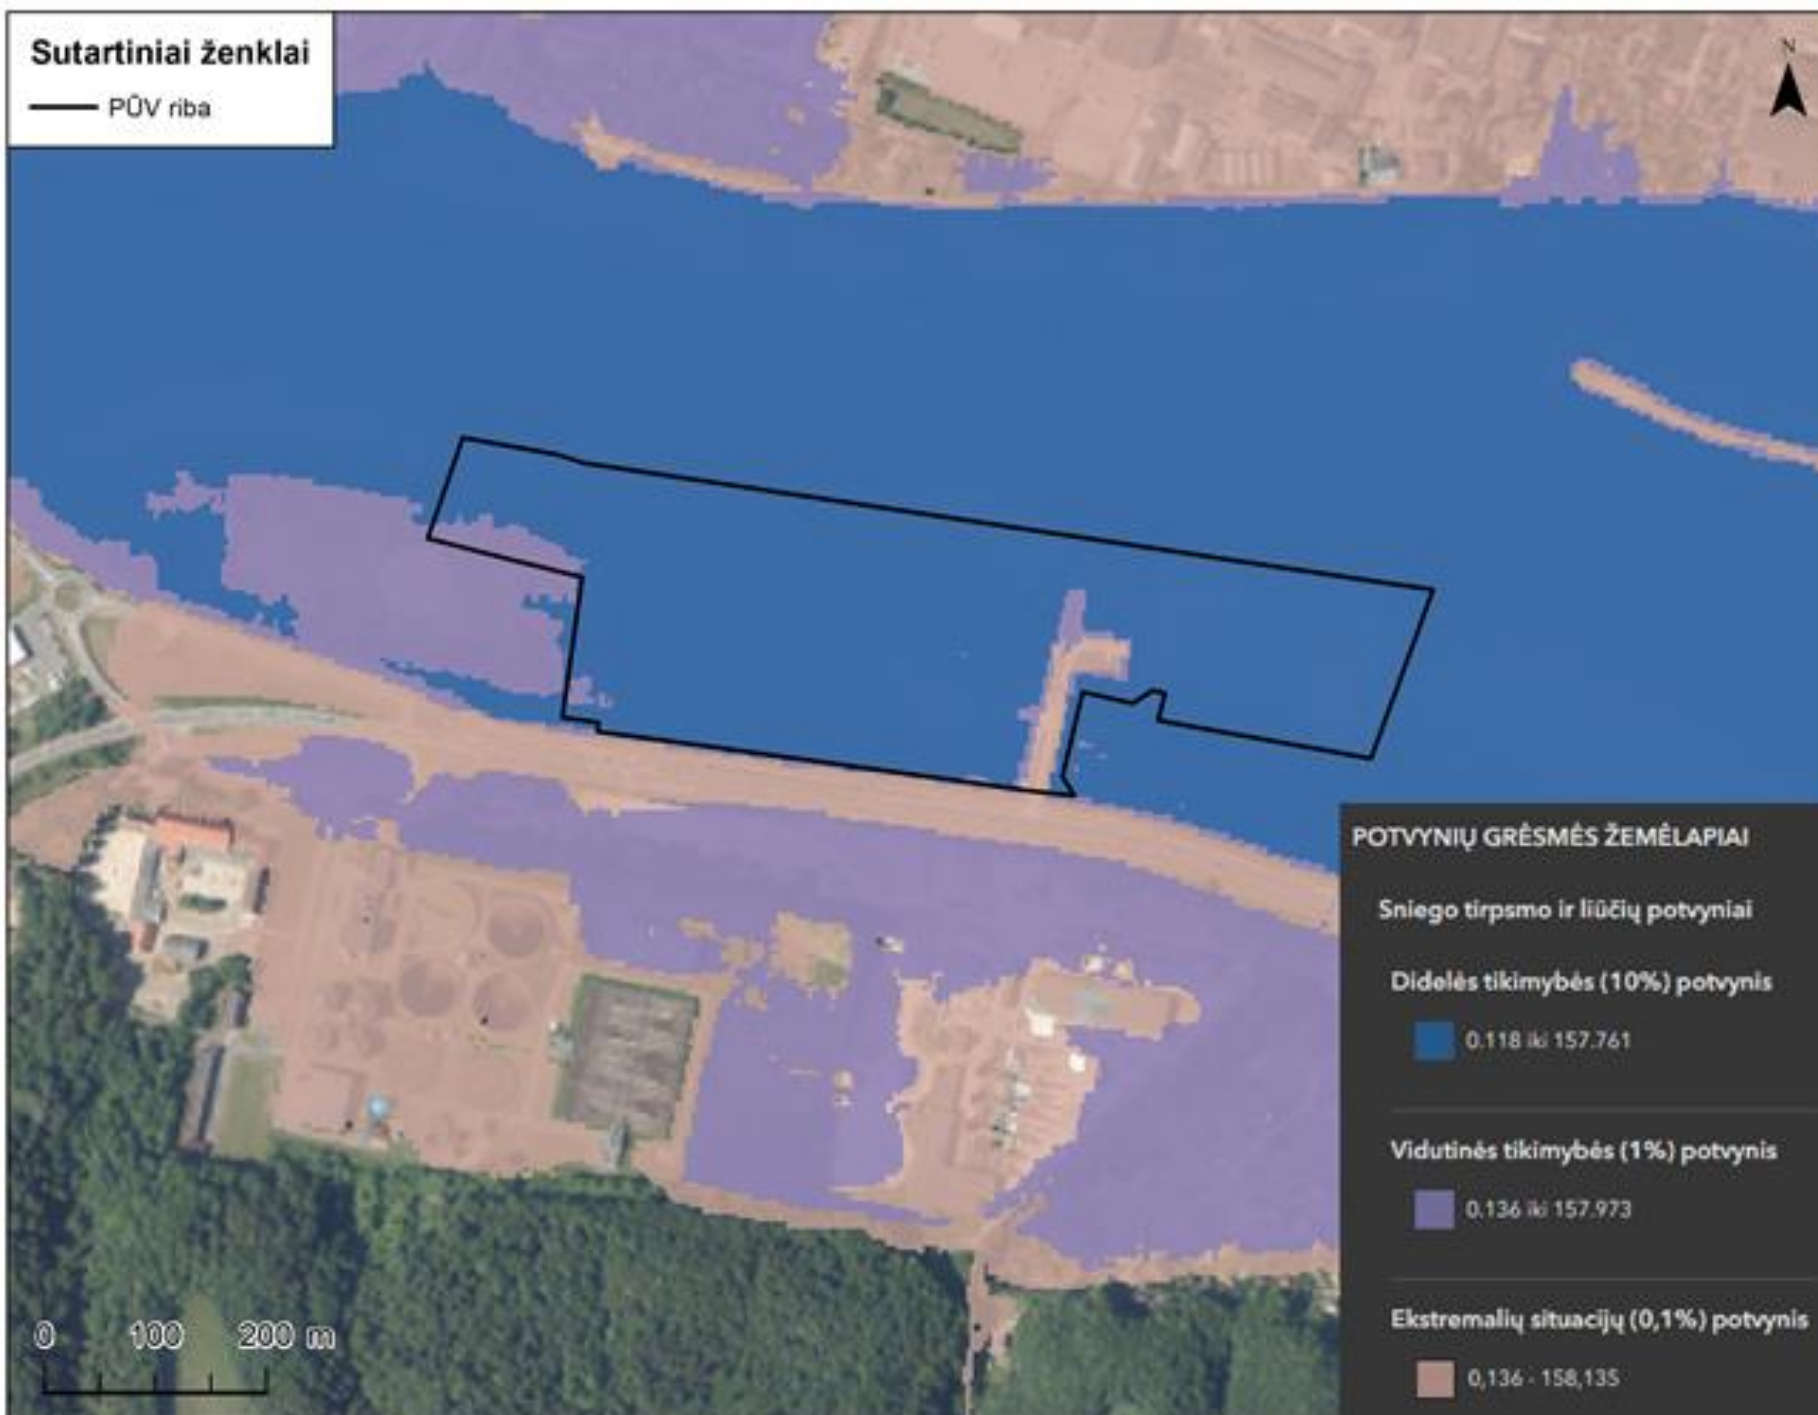 Sutartiniai ženklai
PŪV riba
N
POTVYNIŲ GRĖSMĖS ŽEMĖLAPIAI
Sniego tirpsmo ir liūčių potvyniai
Didelės tikimybės (10%) potvynis
0.118 iki 157.761
Vidutinės tikimybės (1%) potvynis
0.136 iki 157.973
Ekstremalių situacijų (0,1%) potvynis
0,136 - 158,135
0 100 200 m